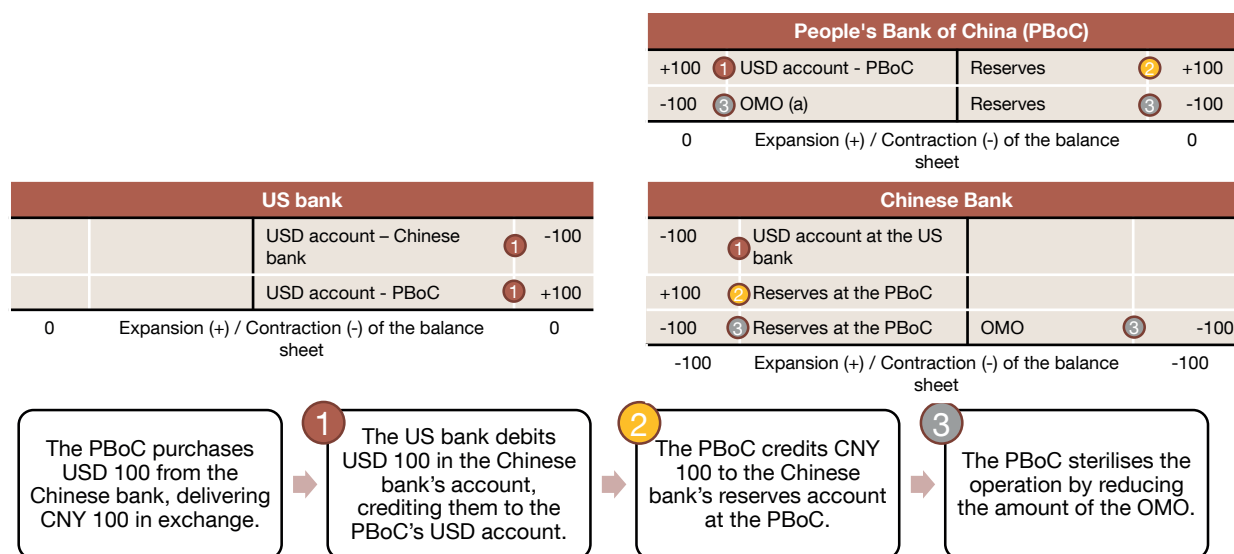 People's Bank of China (PBoC)
+100 1 USD account - PBoC Reserves 2 +100
-100 3 OMO (a) Reserves 3 -100
0 Expansion (+) / Contraction (-) of the balance 0
sheet
US bank
USD account – Chinese
bank 1 -100
USD account - PBoC 1 +100
0 Expansion (+) / Contraction (-) of the balance 0
sheet
Chinese Bank
-100 1 USD account at the US
bank
+100 2 Reserves at the PBoC
-100 3 Reserves at the PBoC OMO 3 -100
-100 Expansion (+) / Contraction (-) of the balance -100
sheet
The PBoC purchases
USD 100 from the
Chinese bank, delivering
CNY 100 in exchange.
1
The US bank debits
USD 100 in the Chinese
bank's account,
crediting them to the
PBoC's USD account.
2
The PBoC credits CNY
100 to the Chinese
bank's reserves account
at the PBoC.
3
The PBoC sterilises the
operation by reducing
the amount of the OMO.